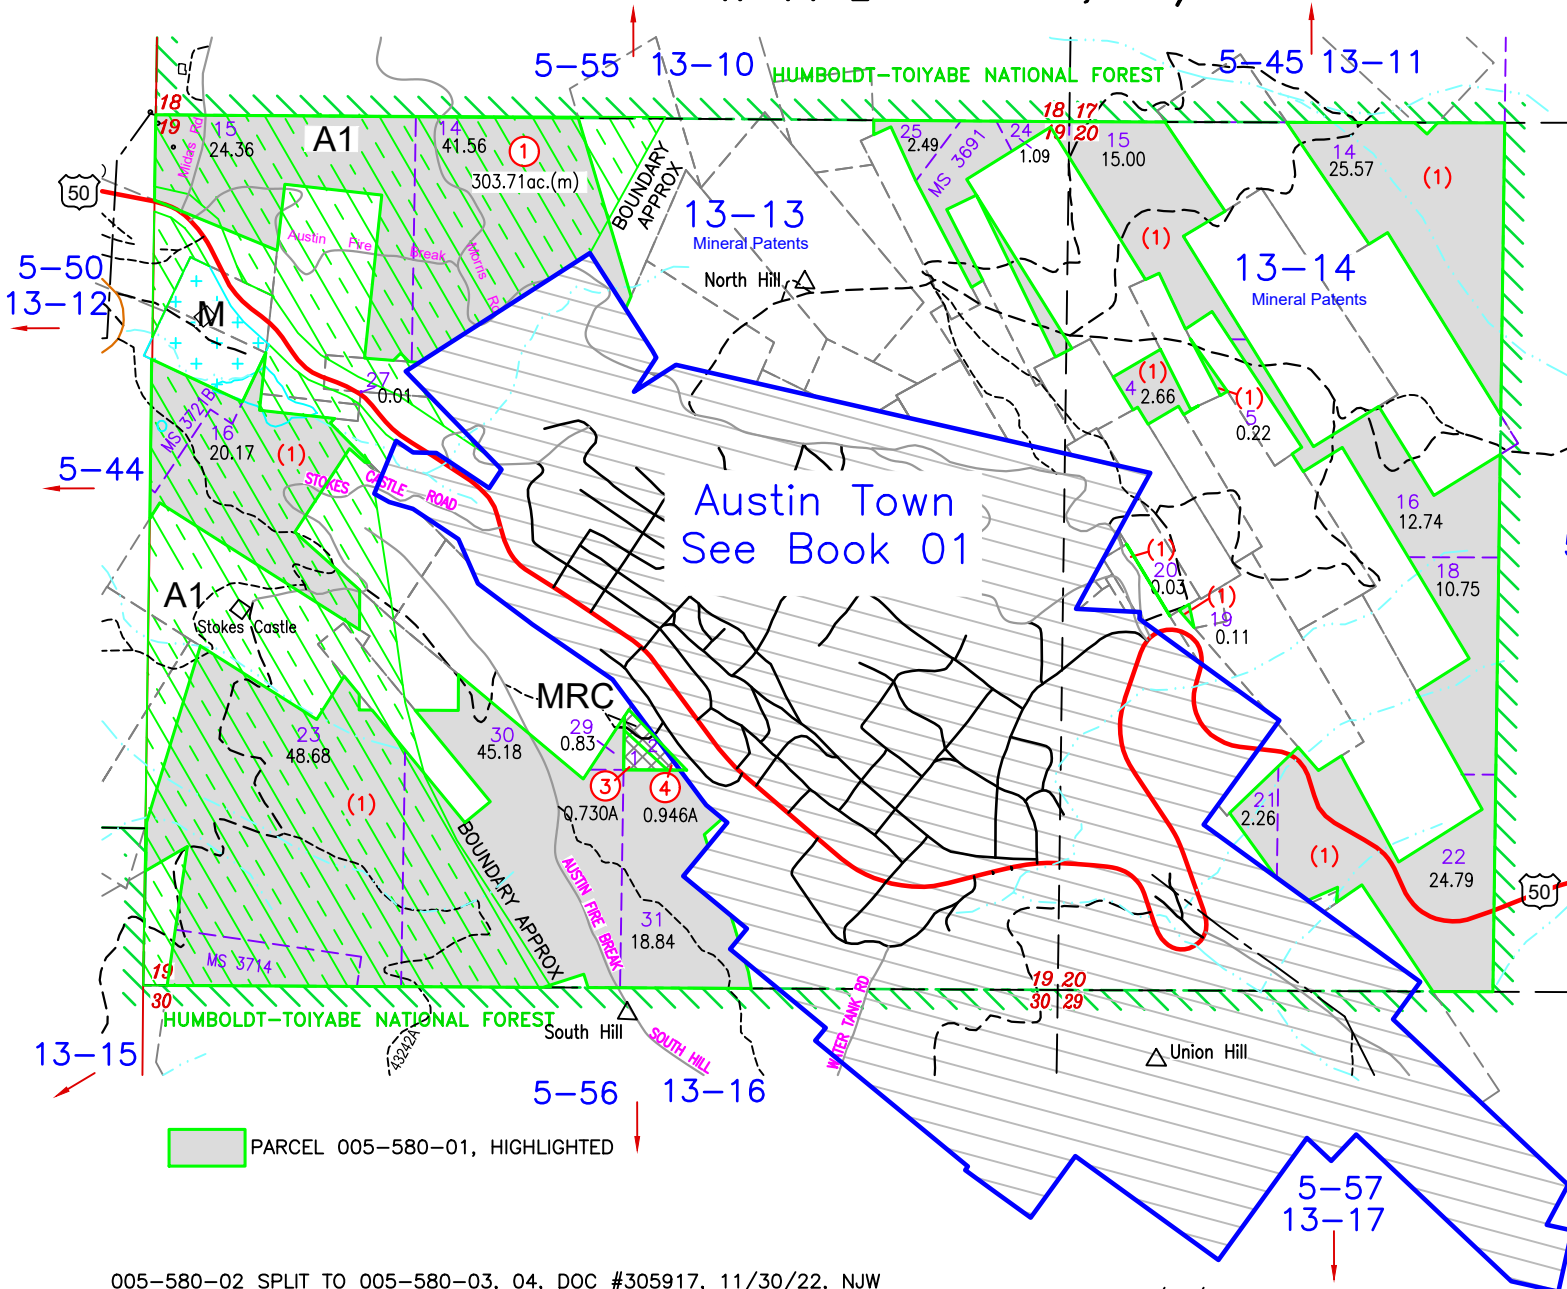 5-55 13-10
5-45 13-11
HUMBOLDT-TOIYABE NATIONAL FOREST
18
19
18 17
19 20
15
24.36
A1
14
41.56
1
303.71ac.(m)
Midas Rd
BOUNDARY
APPROX
25
2.49
MS 3691
24
1.09
15
15.00
14
25.57
(1)
50
13-13
Mineral Patents
(1)
Austin Fire Break
Morris Rd
North Hill
13-14
Mineral Patents
5-50
13-12
M
27
0.01
4
2.66
(1)
(1)
5
0.22
MS 3721B
16
20.17
(1)
5-44
STOKES CASTLE ROAD
Austin Town
See Book 01
16
12.74
(1)
20
0.03
(1)
19
0.11
18
10.75
A1
Stokes Castle
MRC
29
0.83
1
2
23
48.68
30
45.18
3
4
0.730A
0.946A
(1)
21
2.26
(1)
22
24.79
50
BOUNDARY APPROX
AUSTIN FIRE BREAK
31
18.84
MS 3714
19
30
19 20
30 29
HUMBOLDT-TOIYABE NATIONAL FOREST
South Hill
SOUTH HILL
WATER TANK RD
43242A
Union Hill
13-15
5-56 13-16
PARCEL 005-580-01, HIGHLIGHTED
5-57
13-17
005-580-02 SPLIT TO 005-580-03, 04, DOC #305917, 11/30/22, NJW